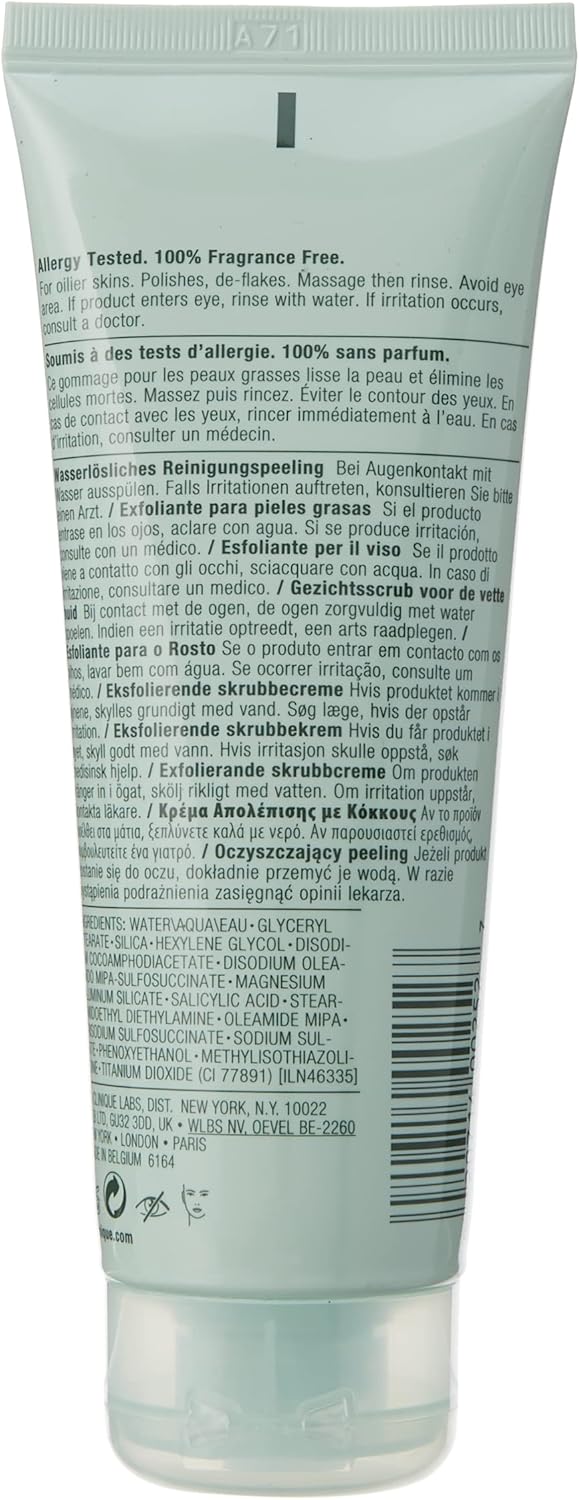 A71
Allergy Tested. 100% Fragrance Free.
For oilier skins. Polishes, de-flakes. Massage then rinse. Avoid eye
area. If product enters eye, rinse with water. If irritation occurs,
consult a doctor.
Soumis à des tests d'allergie. 100% sans parfum.
Ce gommage pour les peaux grasses lisse la peau et élimine les
cellules mortes. Massez puis rincez. Éviter le contour des yeux. En
cas de contact avec les yeux, rincer immédiatement à l'eau. En cas
d'irritation, consulter un médecin.
Wasserlösliches Reinigungspeeling Bei Augenkontakt mit
Wasser ausspülen. Falls Irritationen auftreten, konsultieren Sie bitte
einen Arzt. / Exfoliante para pieles grasas Si el producto
entrase en los ojos, aclare con agua. Si se produce irritación,
consulte con un médico. / Esfoliante per il viso Se il prodotto
viene a contatto con gli occhi, sciacquare con acqua. In caso di
irritazione, consultare un medico. / Gezichtsscrub voor de vette
huid Bij contact met de ogen, de ogen zorgvuldig met water
spoelen. Indien een irritatie optreedt, een arts raadplegen. /
Esfoliante para o Rosto Se o produto entrar em contacto com os
olhos, lavar bem com água. Se ocorrer irritação, consulte um
médico. / Eksfolierende skrubbecreme Hvis produktet kommer i
øjnene, skylles grundigt med vand. Søg læge, hvis der opstår
irritation. / Eksfolierende skrubbekrem Hvis du får produktet i
øyet, skyll godt med vann. Hvis irritasjon skulle oppstå, søk
medisinsk hjelp. / Exfolierande skrubbcreme Om produkten
tränger in i ögat, skölj rikligt med vatten. Om irritation uppstår,
kontakta läkare. / Κρέμα Απολέπισης με Κόκκους Αν το προϊόν
εισέλθει στα μάτια, ξεπλύνετε καλά με νερό. Αν παρουσιαστεί ερεθισμός,
συμβουλευτείτε ένα γιατρό. / Oczyszczający peeling Jeżeli produkt
dostanie się do oczu, dokładnie przemyć je wodą. W razie
wystąpienia podrażnienia zasięgnąć opinii lekarza.
INGREDIENTS: WATER\AQUA\EAU • GLYCERYL
STEARATE • SILICA • HEXYLENE GLYCOL • DISODI-
UM COCOAMPHODIACETATE • DISODIUM OLEA-
MIDO MIPA-SULFOSUCCINATE • MAGNESIUM
ALUMINUM SILICATE • SALICYLIC ACID • STEAR-
AMIDOETHYL DIETHYLAMINE • OLEAMIDE MIPA •
DISODIUM SULFOSUCCINATE • SODIUM SUL-
FATE • PHENOXYETHANOL • METHYLISOTHIAZOLI-
NONE • TITANIUM DIOXIDE (CI 77891) [ILN46335]
CLINIQUE LABS, DIST. NEW YORK, N.Y. 10022
LTD, GU32 3DD, UK • WLBS NV, OEVEL BE-2260
NEW YORK • LONDON • PARIS
MADE IN BELGIUM 6164
clinique.com